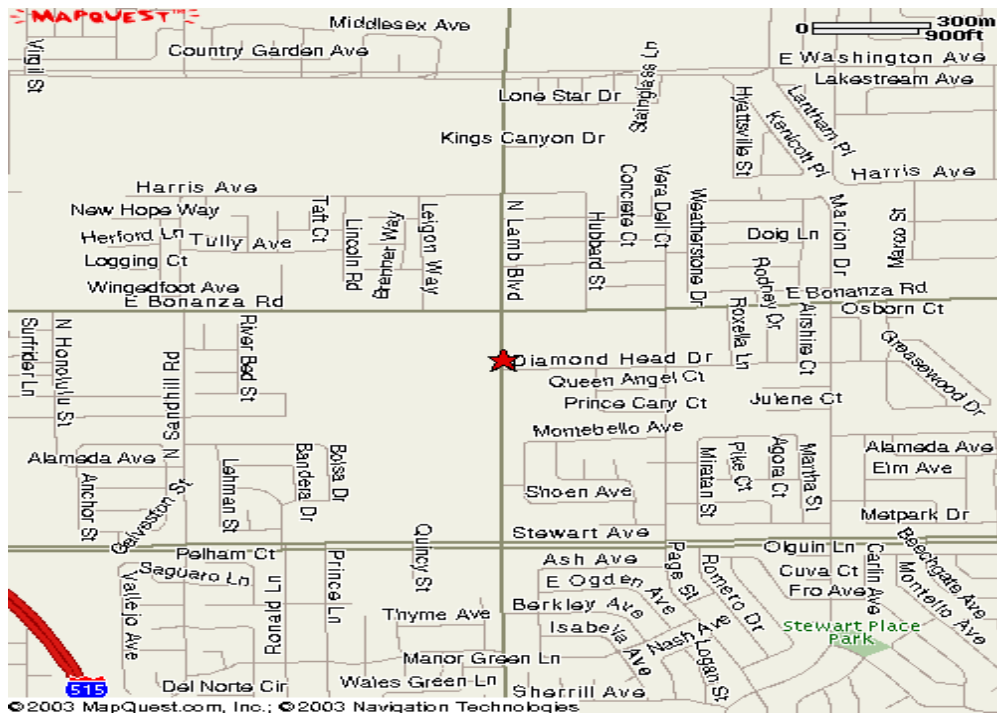 MAPQUEST
Middlesex Ave
300m
0
900ft
Virgil St
Country Garden Ave
Stainglass Ln
E Washington Ave
Lakestream Ave
Lone Star Dr
Hyattsville St
Lantham Pl
Kenicott Pl
Kings Canyon Dr
Harris Ave
Harris Ave
New Hope Way
Taft Ct
Lincoln Rd
Brenner Way
Leigon Way
N Lamb Blvd
Hubbard St
Concrete Ct
Vera Dell Ct
Weatherstone Dr
Marion Dr
Maroc St
Herford Ln
Tully Ave
Doig Ln
Logging Ct
Rodney Dr
Wingedfoot Ave
E Bonanza Rd
E Bonanza Rd
Osborn Ct
Surfrider Ln
N Honolulu St
N Sandhill Rd
River Bed St
Roxella Ln
Airshire Ct
Greasewood Dr
Diamond Head Dr
Queen Angel Ct
Prince Cary Ct
Julene Ct
Montebello Ave
Alameda Ave
Alameda Ave
Lehman St
Bandera Dr
Bolsa Dr
Miratan St
Pike Ct
Agora Ct
Martha St
Elm Ave
Anchor St
Galveston St
Shoen Ave
Metpark Dr
Quincy St
Stewart Ave
Pelham Ct
Olguin Ln
Beechgate Ave
Ash Ave
Page St
Romero Dr
Carlin Ave
Montello Ave
Saguaro Ln
Prince Ln
E Ogden Ave
Cuva Ct
Fro Ave
Vallejo Ave
Round Ln
Thyme Ave
Berkley Ave
Isabella Ave
Nash Ave
Logan St
Stewart Place
Park
Manor Green Ln
515
Del Norte Cir
Wales Green Ln
Sherrill Ave
©2003 MapQuest.com, Inc.; ©2003 Navigation Technologies